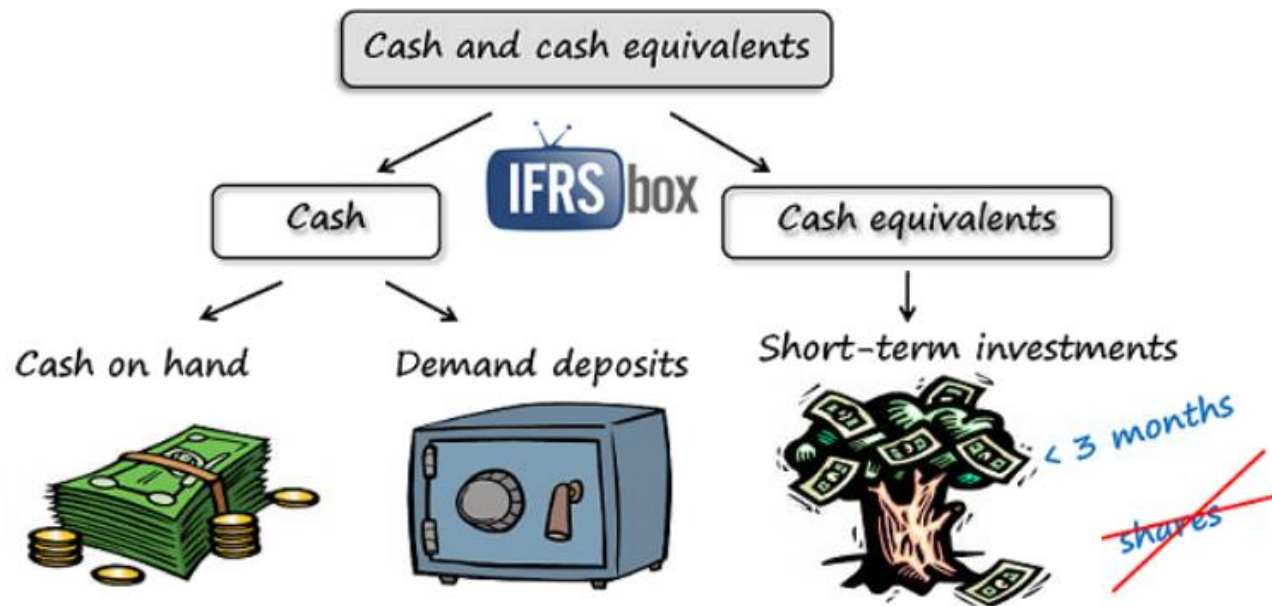 Cash and cash equivalents
IFRS box
Cash
Cash equivalents
Cash on hand
Demand deposits
Short-term investments
< 3 months
shares